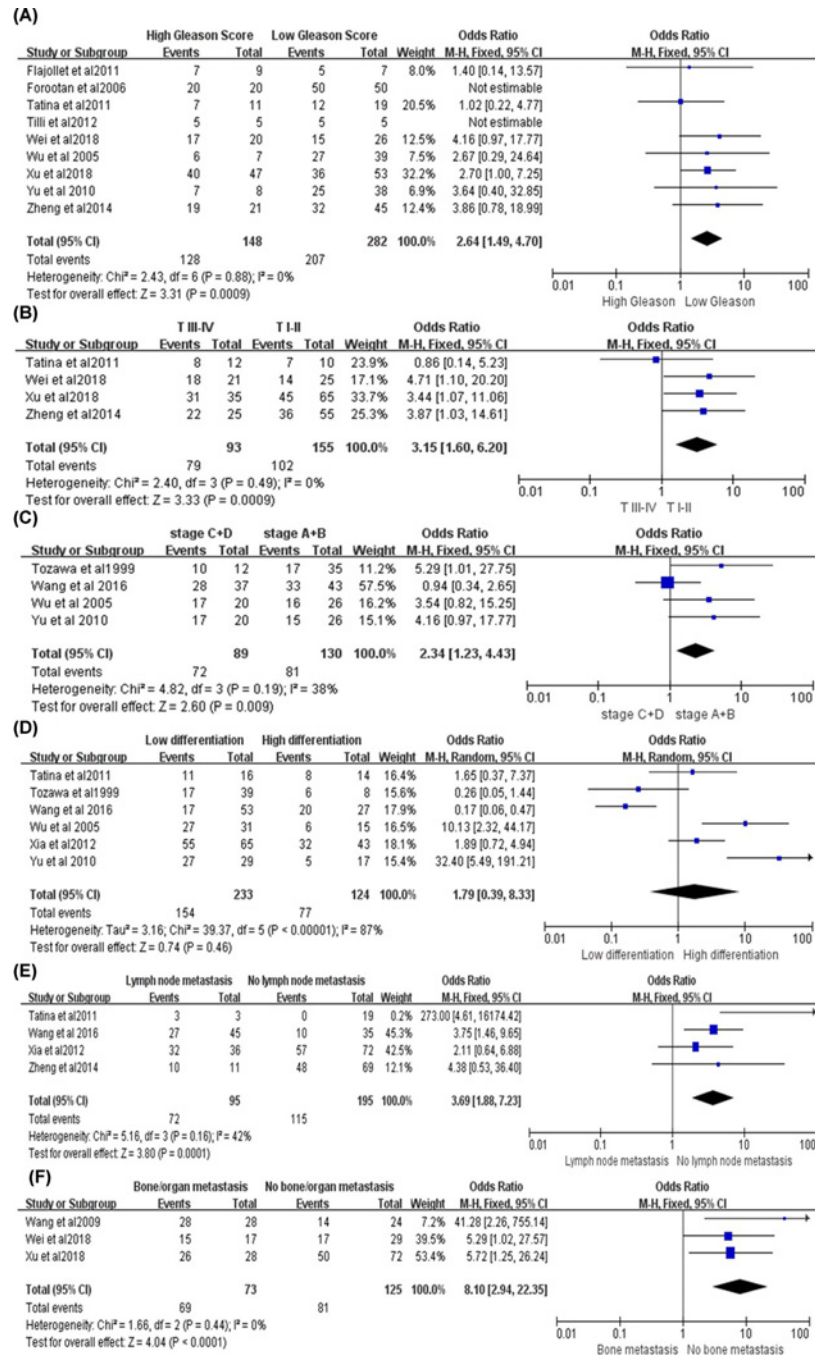 (A)
High Gleason Score Low Gleason Score Odds Ratio Odds Ratio
Study or Subgroup Events Total Events Total Weight M-H, Fixed, 95% CI M-H, Fixed, 95% CI
Flajollet et al2011 7 9 5 7 8.0% 1.40 [0.14, 13.57]
Forootan et al2006 20 20 50 50 Not estimable
Tatina et al2011 7 11 12 19 20.5% 1.02 [0.22, 4.77]
Tilli et al2012 5 5 5 5 Not estimable
Wei et al2018 17 20 15 26 12.5% 4.16 [0.97, 17.77]
Wu et al 2005 6 7 27 39 7.5% 2.67 [0.29, 24.64]
Xu et al2018 40 47 36 53 32.2% 2.70 [1.00, 7.25]
Yu et al 2010 7 8 25 38 6.9% 3.64 [0.40, 32.85]
Zheng et al2014 19 21 32 45 12.4% 3.86 [0.78, 18.99]
Total (95% CI) 148 282 100.0% 2.64 [1.49, 4.70]
Total events 128 207
Heterogeneity: Chi² = 2.43, df = 6 (P = 0.88); I² = 0%
Test for overall effect: Z = 3.31 (P = 0.0009)
0.01 0.1 1 10 100
High Gleason Low Gleason
(B)
T III-IV T I-II Odds Ratio Odds Ratio
Study or Subgroup Events Total Events Total Weight M-H, Fixed, 95% CI M-H, Fixed, 95% CI
Tatina et al2011 8 12 7 10 23.9% 0.86 [0.14, 5.23]
Wei et al2018 18 21 14 25 17.1% 4.71 [1.10, 20.20]
Xu et al2018 31 35 45 65 33.7% 3.44 [1.07, 11.06]
Zheng et al2014 22 25 36 55 25.3% 3.87 [1.03, 14.61]
Total (95% CI) 93 155 100.0% 3.15 [1.60, 6.20]
Total events 79 102
Heterogeneity: Chi² = 2.40, df = 3 (P = 0.49); I² = 0%
Test for overall effect: Z = 3.33 (P = 0.0009)
0.01 0.1 1 10 100
T III-IV T I-II
(C)
stage C+D stage A+B Odds Ratio Odds Ratio
Study or Subgroup Events Total Events Total Weight M-H, Fixed, 95% CI M-H, Fixed, 95% CI
Tozawa et al1999 10 12 17 35 11.2% 5.29 [1.01, 27.75]
Wang et al 2016 28 37 33 43 57.5% 0.94 [0.34, 2.65]
Wu et al 2005 17 20 16 26 16.2% 3.54 [0.82, 15.25]
Yu et al 2010 17 20 15 26 15.1% 4.16 [0.97, 17.77]
Total (95% CI) 89 130 100.0% 2.34 [1.23, 4.43]
Total events 72 81
Heterogeneity: Chi² = 4.82, df = 3 (P = 0.19); I² = 38%
Test for overall effect: Z = 2.60 (P = 0.009)
0.01 0.1 1 10 100
stage C+D stage A+B
(D)
Low differentiation High differentiation Odds Ratio Odds Ratio
Study or Subgroup Events Total Events Total Weight M-H, Random, 95% CI M-H, Random, 95% CI
Tatina et al2011 11 16 8 14 16.4% 1.65 [0.37, 7.37]
Tozawa et al1999 17 39 6 8 15.6% 0.26 [0.05, 1.44]
Wang et al 2016 17 53 20 27 17.9% 0.17 [0.06, 0.47]
Wu et al 2005 27 31 6 15 16.5% 10.13 [2.32, 44.17]
Xia et al2012 55 65 32 43 18.1% 1.89 [0.72, 4.94]
Yu et al 2010 27 29 5 17 15.4% 32.40 [5.49, 191.21]
Total (95% CI) 233 124 100.0% 1.79 [0.39, 8.33]
Total events 154 77
Heterogeneity: Tau² = 3.16; Chi² = 39.37, df = 5 (P < 0.00001); I² = 87%
Test for overall effect: Z = 0.74 (P = 0.46)
0.01 0.1 1 10 100
Low differentiation High differentiation
(E)
Lymph node metastasis No lymph node metastasis Odds Ratio Odds Ratio
Study or Subgroup Events Total Events Total Weight M-H, Fixed, 95% CI M-H, Fixed, 95% CI
Tatina et al2011 3 3 0 19 0.2% 273.00 [4.61, 16174.42]
Wang et al 2016 27 45 10 35 45.3% 3.75 [1.46, 9.65]
Xia et al2012 32 36 57 72 42.5% 2.11 [0.64, 6.88]
Zheng et al2014 10 11 48 69 12.1% 4.38 [0.53, 36.40]
Total (95% CI) 95 195 100.0% 3.69 [1.88, 7.23]
Total events 72 115
Heterogeneity: Chi² = 5.16, df = 3 (P = 0.16); I² = 42%
Test for overall effect: Z = 3.80 (P = 0.0001)
0.01 0.1 1 10 100
Lymph node metastasis No lymph node metastasis
(F)
Bone/organ metastasis No bone/organ metastasis Odds Ratio Odds Ratio
Study or Subgroup Events Total Events Total Weight M-H, Fixed, 95% CI M-H, Fixed, 95% CI
Wang et al2009 28 28 14 24 7.2% 41.28 [2.26, 755.14]
Wei et al2018 15 17 17 29 39.5% 5.29 [1.02, 27.57]
Xu et al2018 26 28 50 72 53.4% 5.72 [1.25, 26.24]
Total (95% CI) 73 125 100.0% 8.10 [2.94, 22.35]
Total events 69 81
Heterogeneity: Chi² = 1.66, df = 2 (P = 0.44); I² = 0%
Test for overall effect: Z = 4.04 (P < 0.0001)
0.01 0.1 1 10 100
Bone metastasis No bone metastasis